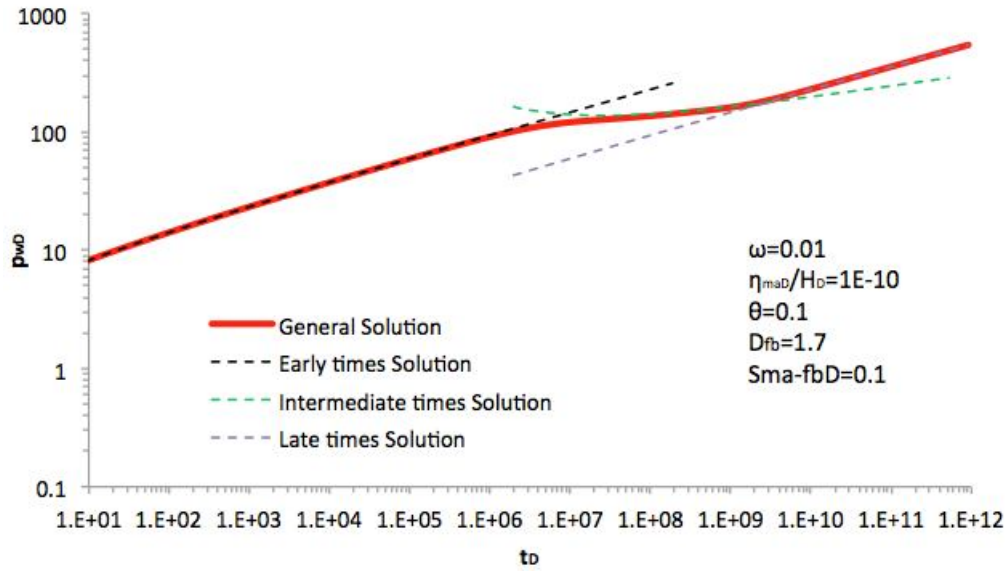 1000
100
10
1
0.1
pwD
ω=0.01
ηmaD/HD=1E-10
θ=0.1
Dfb=1.7
Sma-fbD=0.1
General Solution
Early times Solution
Intermediate times Solution
Late times Solution
1.E+01 1.E+02 1.E+03 1.E+04 1.E+05 1.E+06 1.E+07 1.E+08 1.E+09 1.E+10 1.E+11 1.E+12
tD